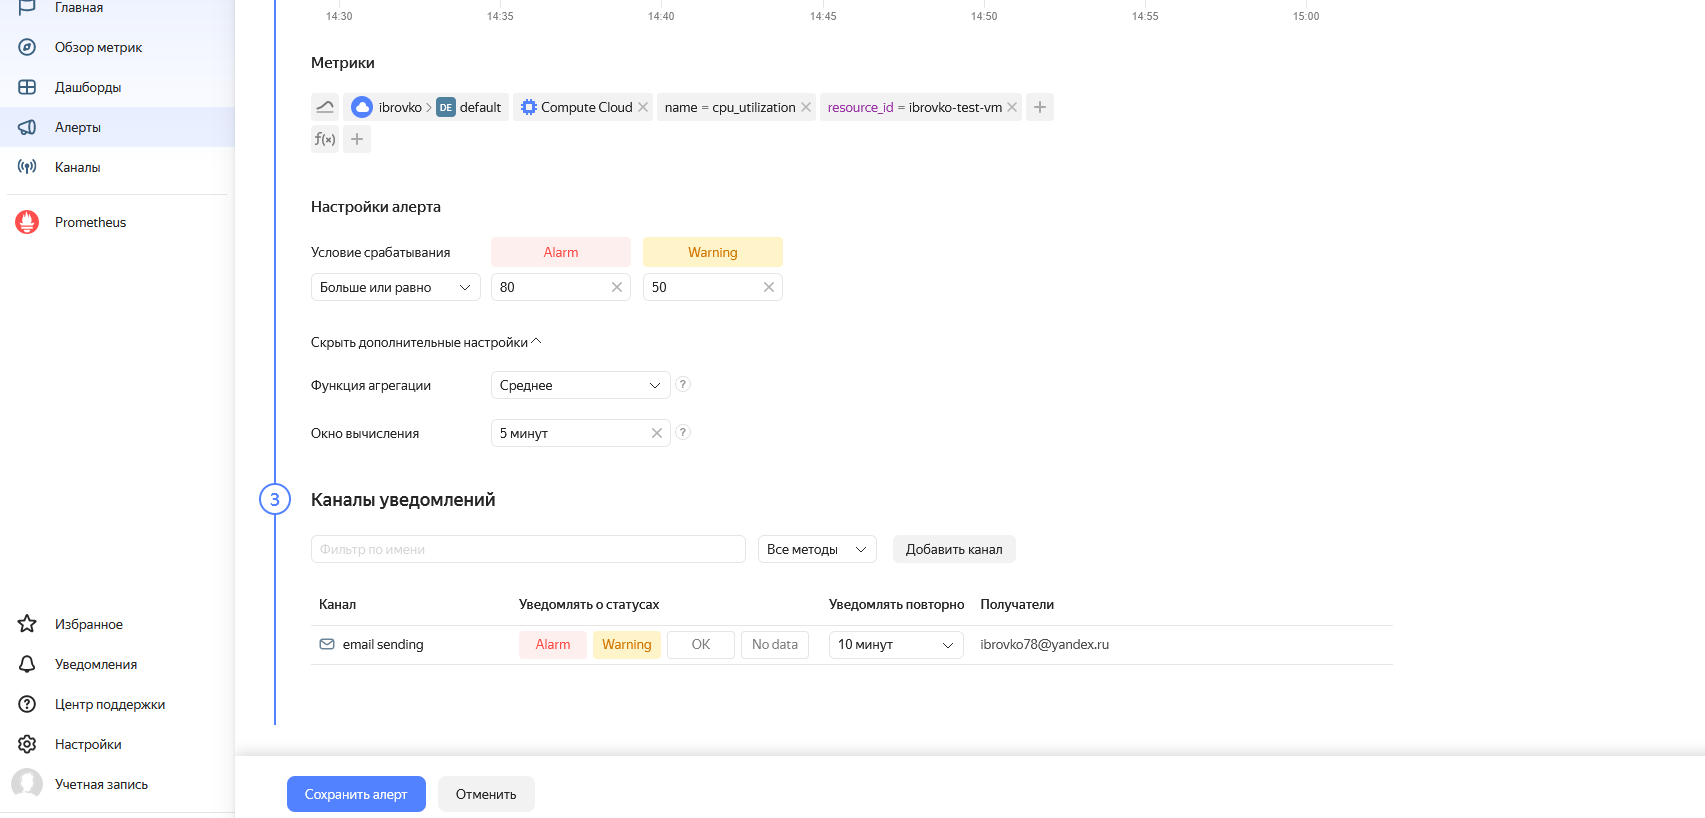 Главная
Обзор метрик
Дашборды
Алерты
Каналы
Prometheus
Избранное
Уведомления
Центр поддержки
Настройки
Учетная запись
14:30 14:35 14:40 14:45 14:50 14:55 15:00
Метрики
ibrovko > DE default Compute Cloud name = cpu_utilization resource_id = ibrovko-test-vm
f(x)
Настройки алерта
Условие срабатывания Alarm Warning
Больше или равно 80 50
Скрыть дополнительные настройки
Функция агрегации Среднее ?
Окно вычисления 5 минут ?
3 Каналы уведомлений
Фильтр по имени Все методы Добавить канал
Канал Уведомлять о статусах Уведомлять повторно Получатели
email sending Alarm Warning OK No data 10 минут ibrovko78@yandex.ru
Сохранить алерт Отменить